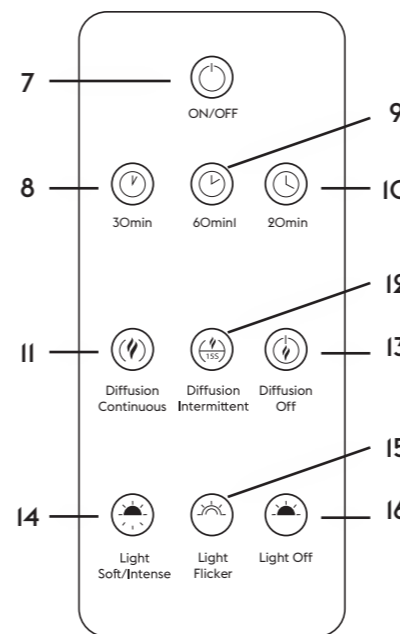 7
ON/OFF
9
8
30min
60minl
20min
10
12
11
15S
13
Diffusion Continuous
Diffusion Intermittent
Diffusion Off
15
14
16
Light Soft/Intense
Light Flicker
Light Off